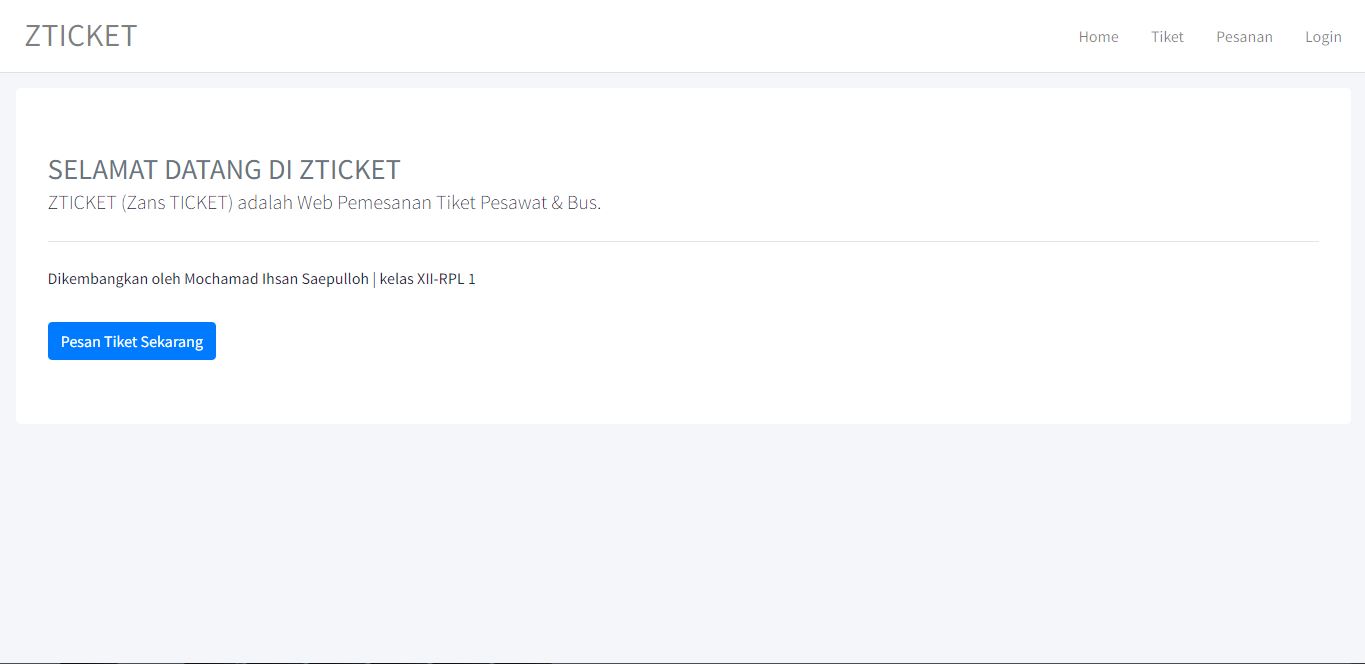 ZTICKET
Home Tiket Pesanan Login
SELAMAT DATANG DI ZTICKET
ZTICKET (Zans TICKET) adalah Web Pemesanan Tiket Pesawat & Bus.
Dikembangkan oleh Mochamad Ihsan Saepulloh | kelas XII-RPL 1
Pesan Tiket Sekarang